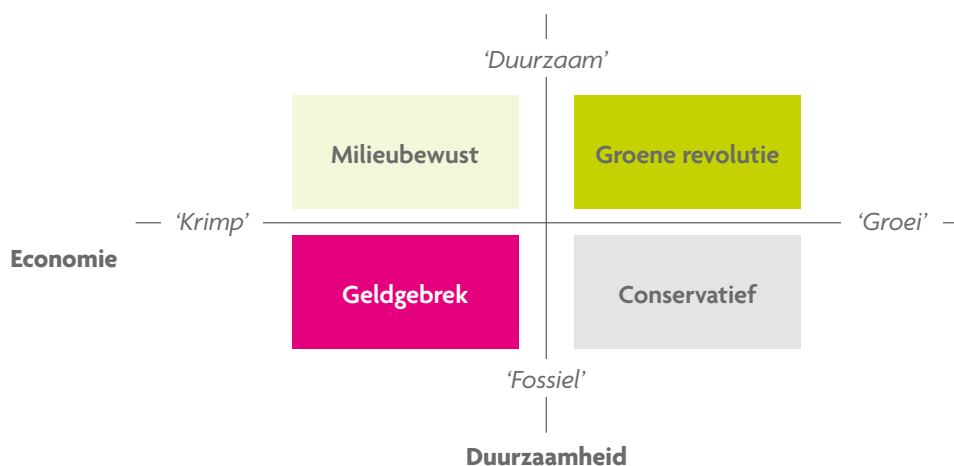 ‘Duurzaam’
Milieubewust
Groene revolutie
‘Krimp’
‘Groei’
Economie
Geldgebrek
Conservatief
‘Fossiel’
Duurzaamheid